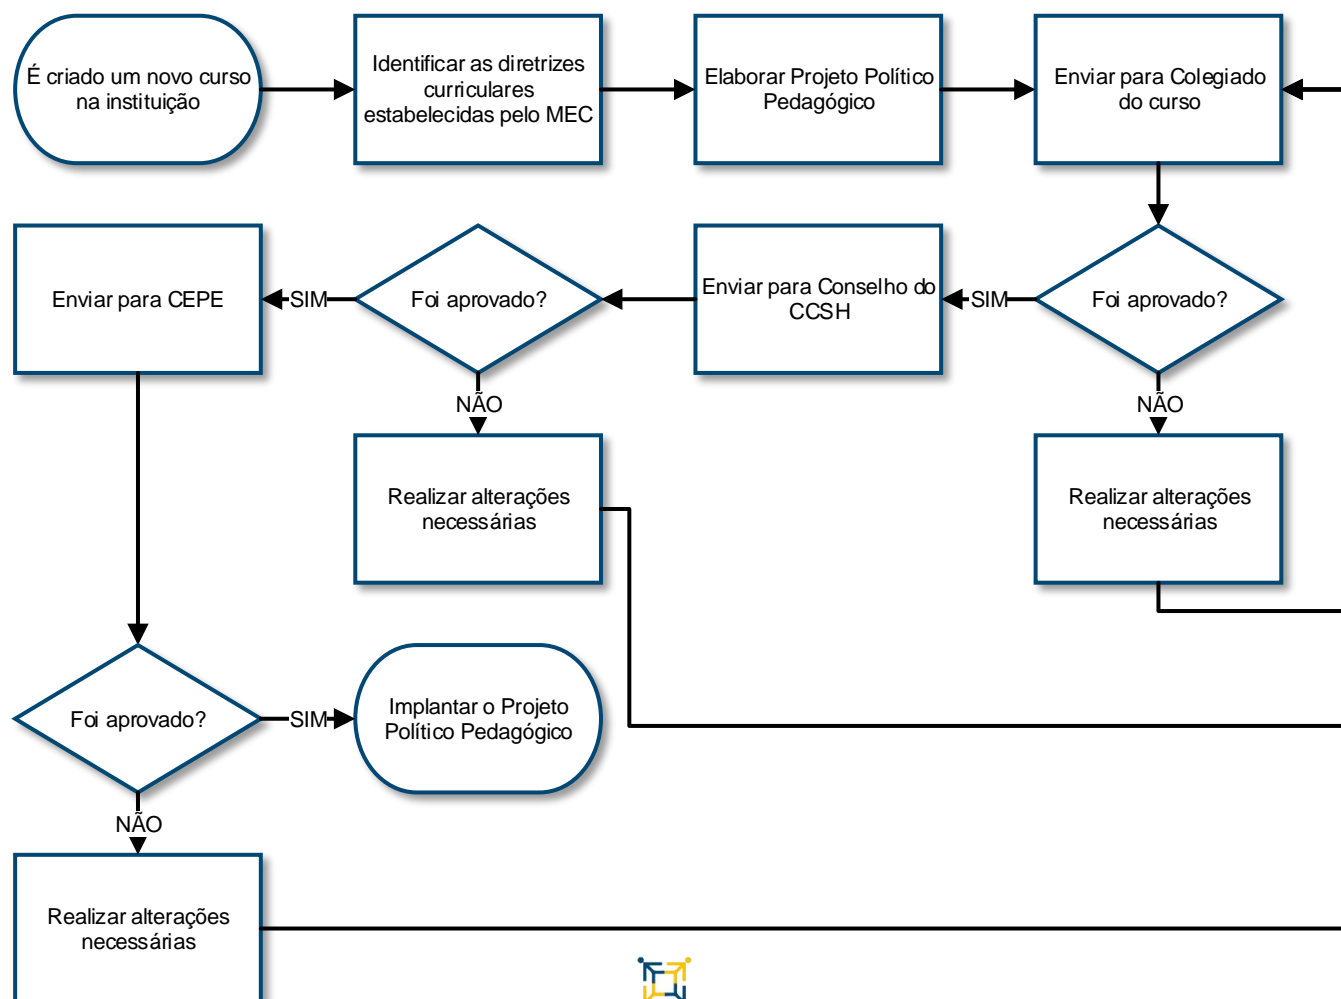 É criado um novo curso
na instituição
Identificar as diretrizes
curriculares
estabelecidas pelo MEC
Elaborar Projeto Político
Pedagógico
Enviar para Colegiado
do curso
Enviar para CEPE
SIM
Foi aprovado?
Enviar para Conselho do
CCSH
SIM
Foi aprovado?
NÃO
NÃO
Realizar alterações
necessárias
Realizar alterações
necessárias
Foi aprovado?
SIM
Implantar o Projeto
Político Pedagógico
NÃO
Realizar alterações
necessárias